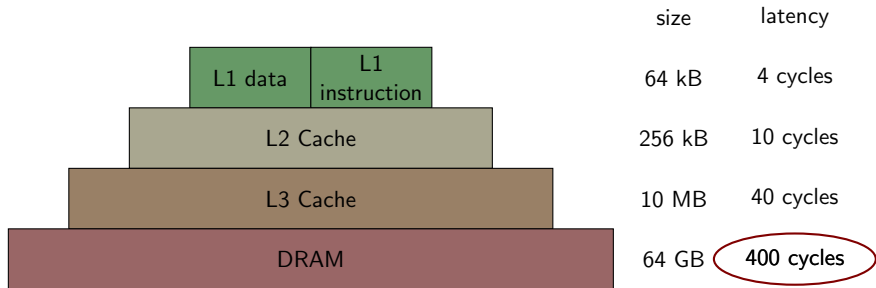 size latency
L1 data L1 instruction 64 kB 4 cycles
L2 Cache 256 kB 10 cycles
L3 Cache 10 MB 40 cycles
DRAM 64 GB 400 cycles